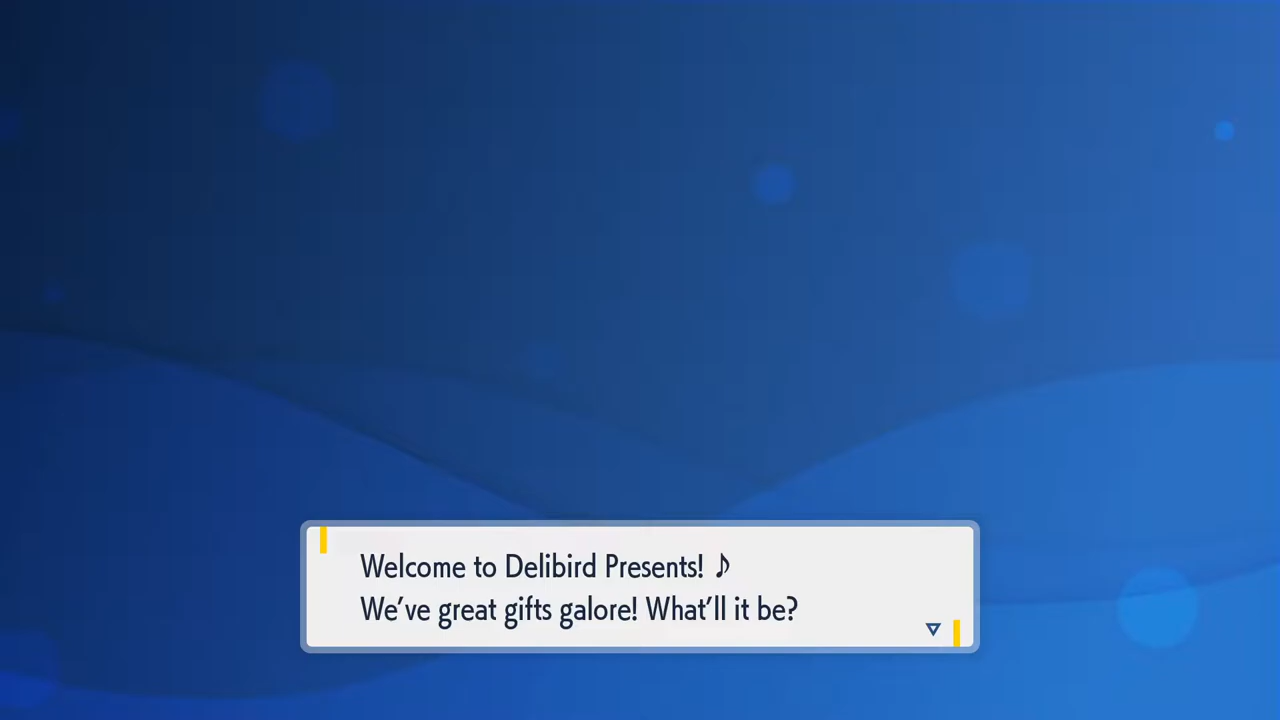 Welcome to Delibird Presents! ♪
We've great gifts galore! What'll it be?